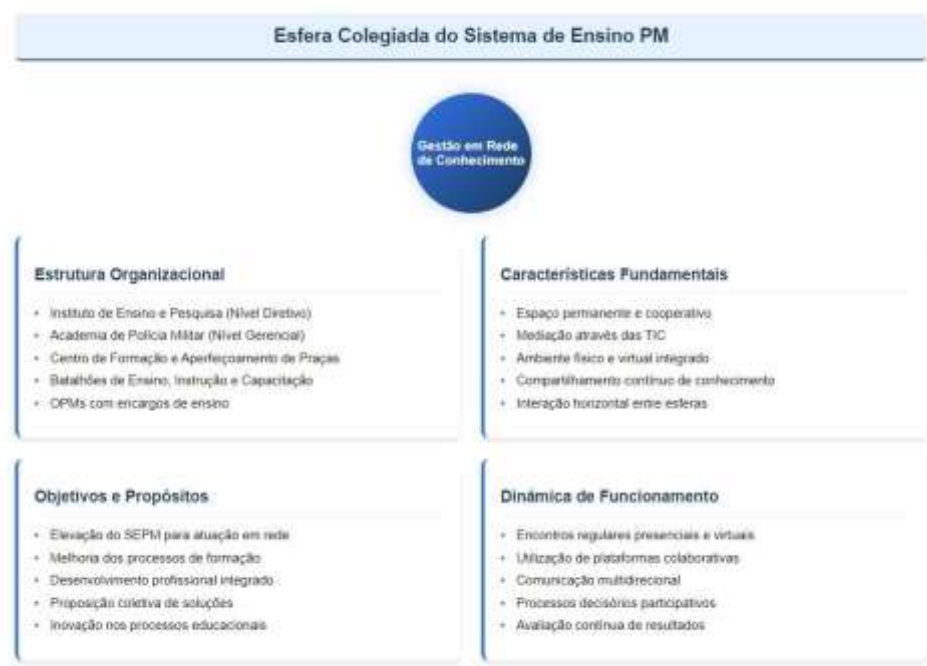 Esfera Colegiada do Sistema de Ensino PM
Gestão em Rede
de Conhecimento
Estrutura Organizacional
• Instituto de Ensino e Pesquisa (Nível Diretivo)
• Academia de Polícia Militar (Nível Gerencial)
• Centro de Formação e Aperfeiçoamento de Praças
• Batalhões de Ensino, Instrução e Capacitação
• OPMs com encargos de ensino
Características Fundamentais
• Espaço permanente e cooperativo
• Mediação através das TIC
• Ambiente físico e virtual integrado
• Compartilhamento contínuo de conhecimento
• Interação horizontal entre esferas
Objetivos e Propósitos
• Elevação do SEPM para atuação em rede
• Melhoria dos processos de formação
• Desenvolvimento profissional integrado
• Proposição coletiva de soluções
• Inovação nos processos educacionais
Dinâmica de Funcionamento
• Encontros regulares presenciais e virtuais
• Utilização de plataformas colaborativas
• Comunicação multidirecional
• Processos decisórios participativos
• Avaliação contínua de resultados